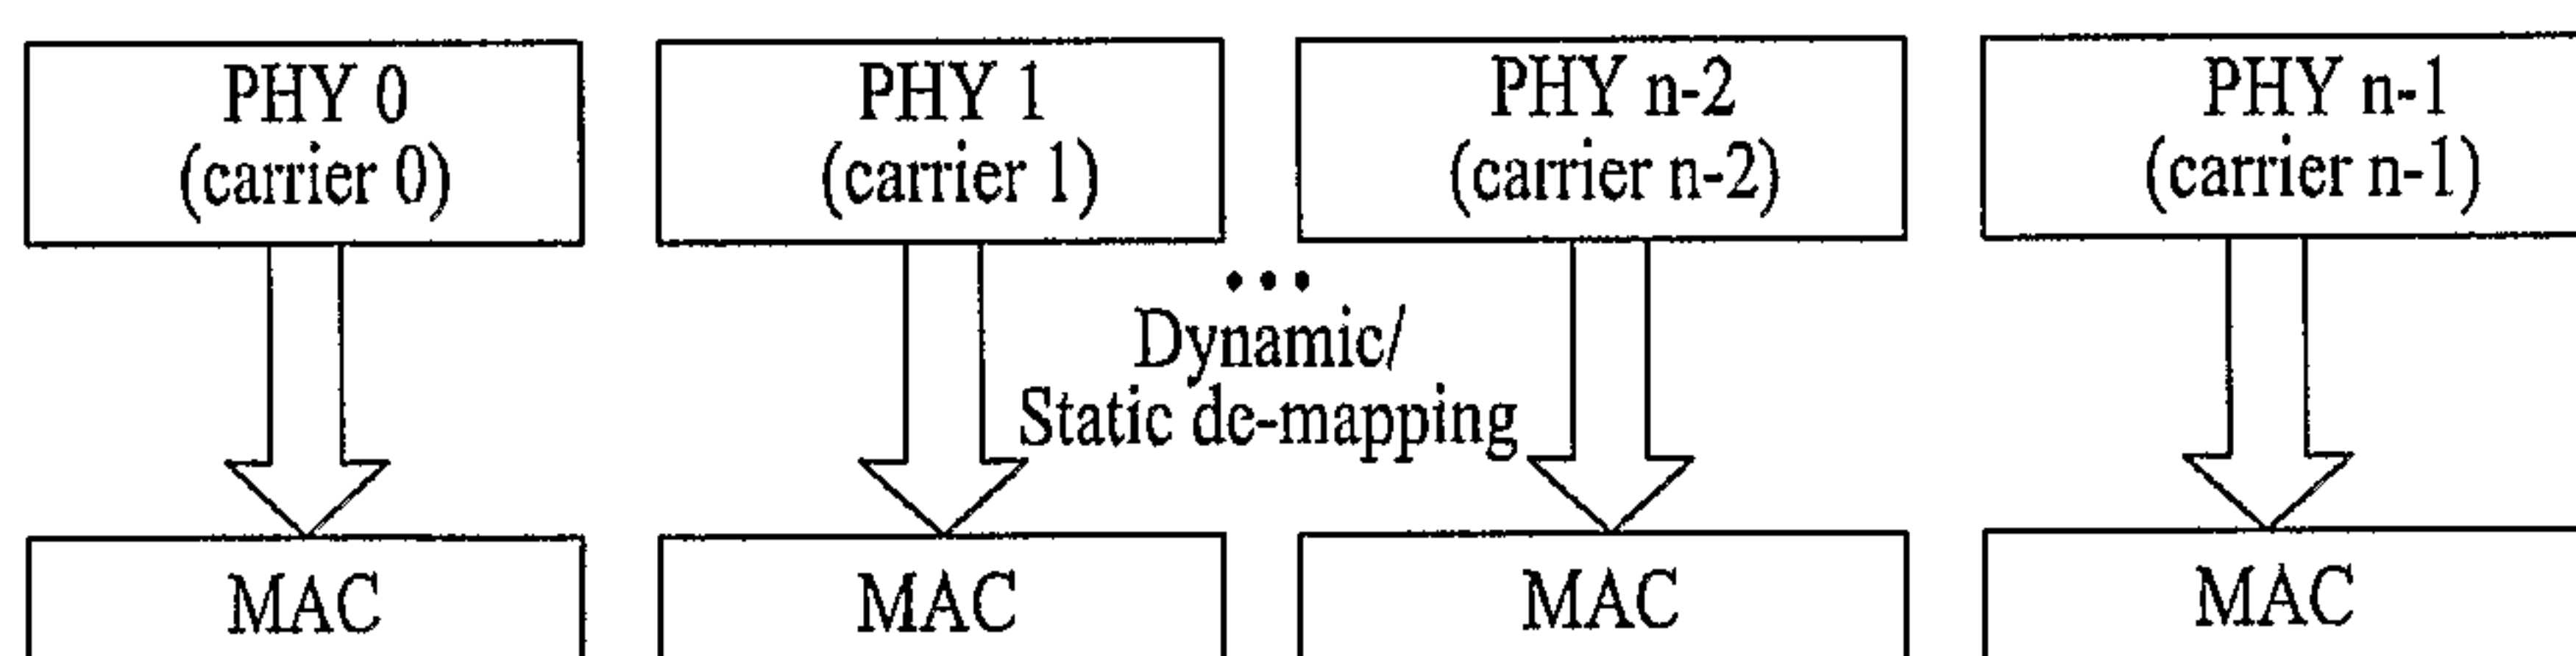 PHY 0
(carrier 0)
PHY 1
(carrier 1)
PHY n-2
(carrier n-2)
PHY n-1
(carrier n-1)
•••
Dynamic/
Static de-mapping
MAC
MAC
MAC
MAC